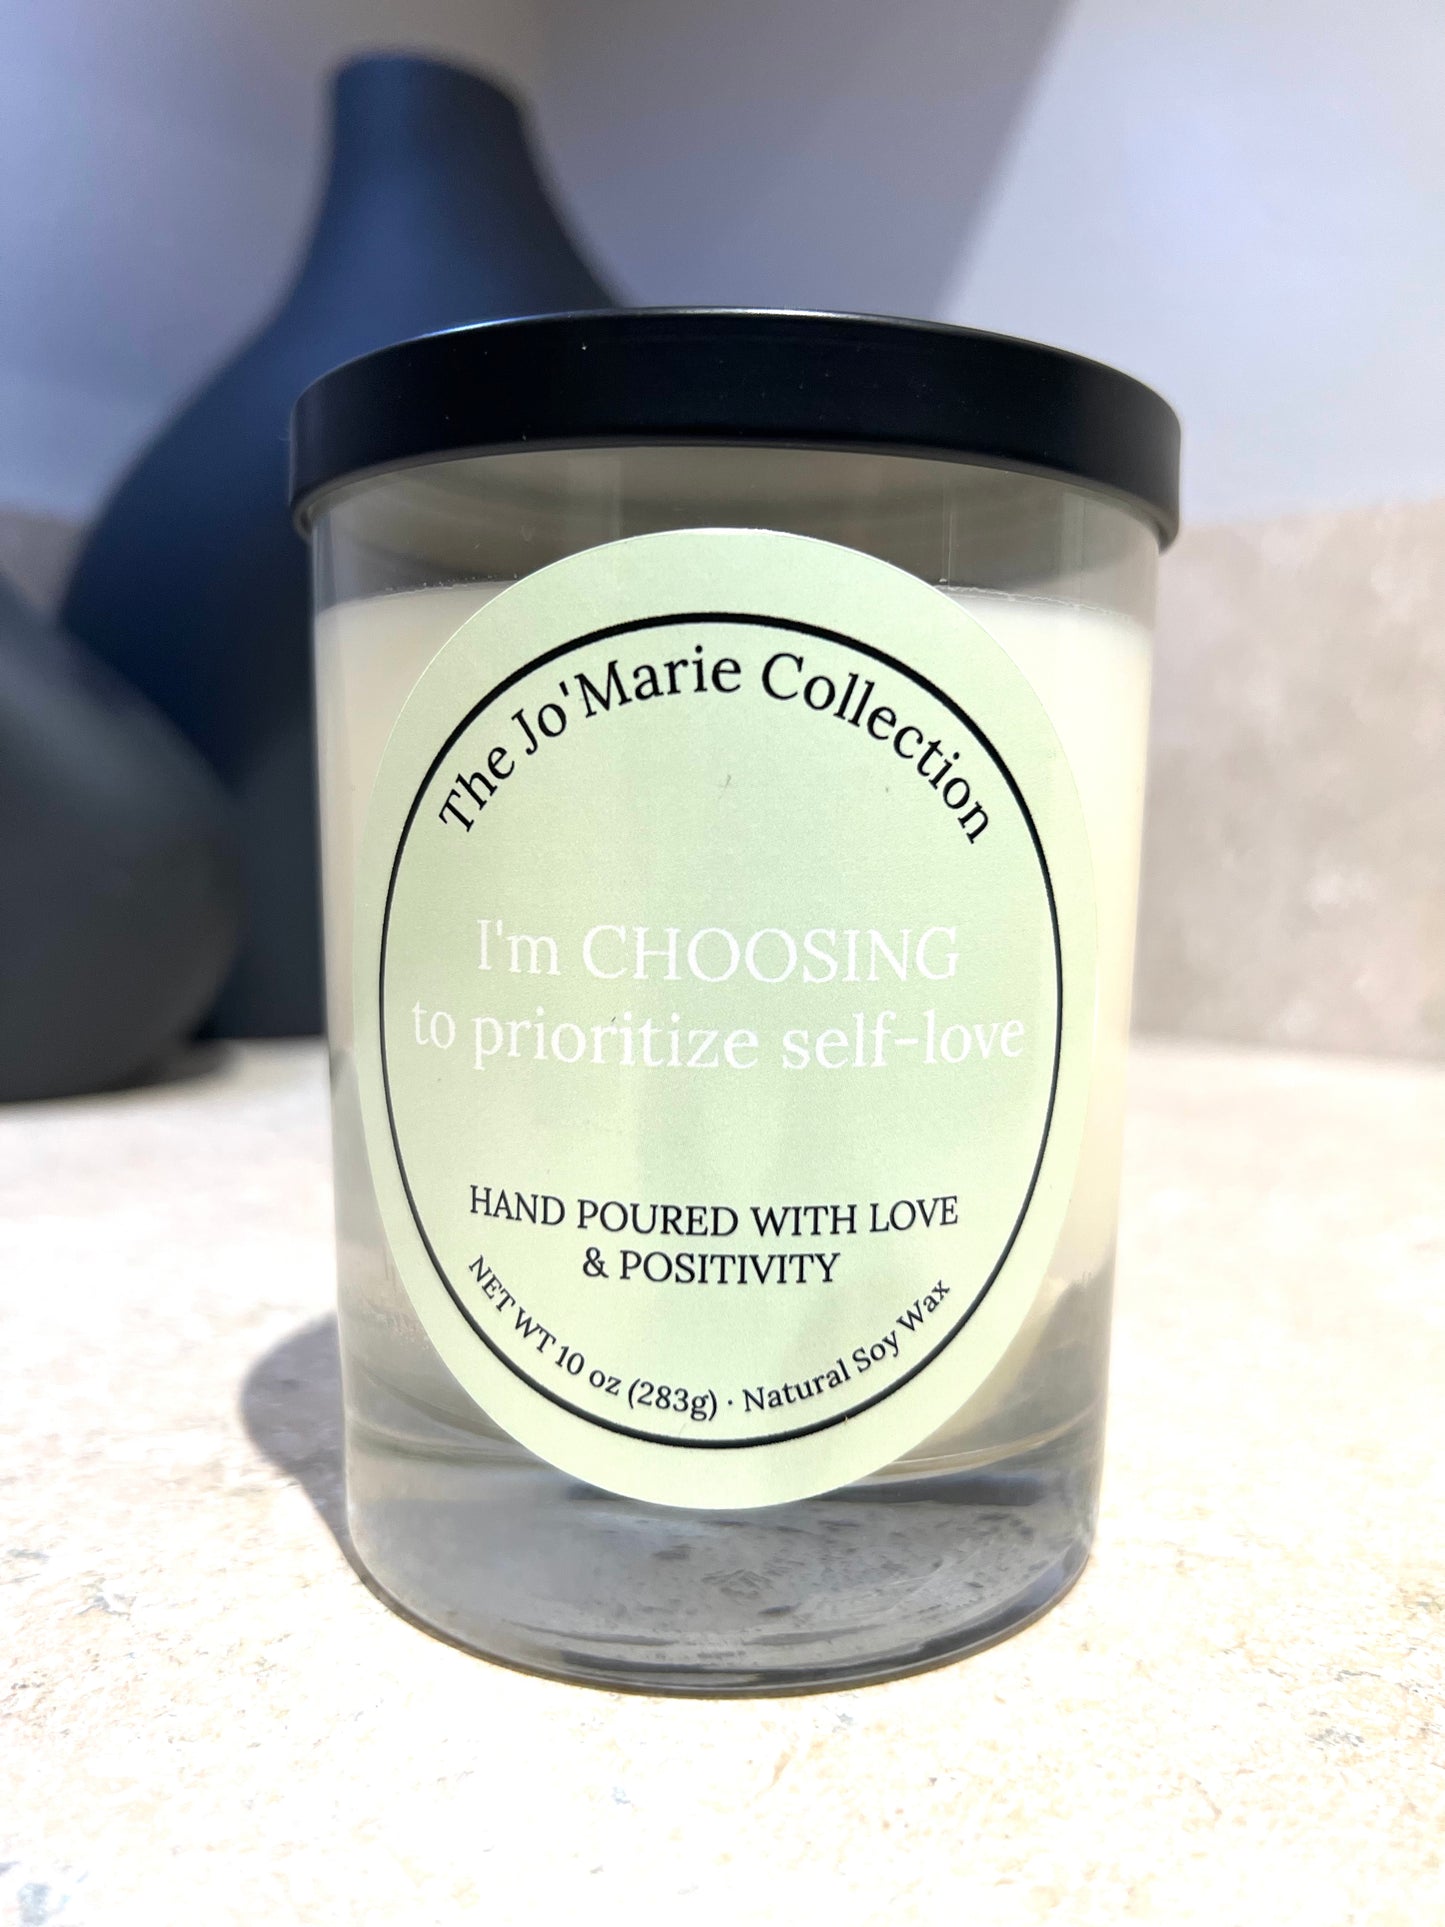 The Jo'Marie Collection
I'm CHOOSING
to prioritize self-love
HAND POURED WITH LOVE
& POSITIVITY
NET WT 10 oz (283g) · Natural Soy Wax